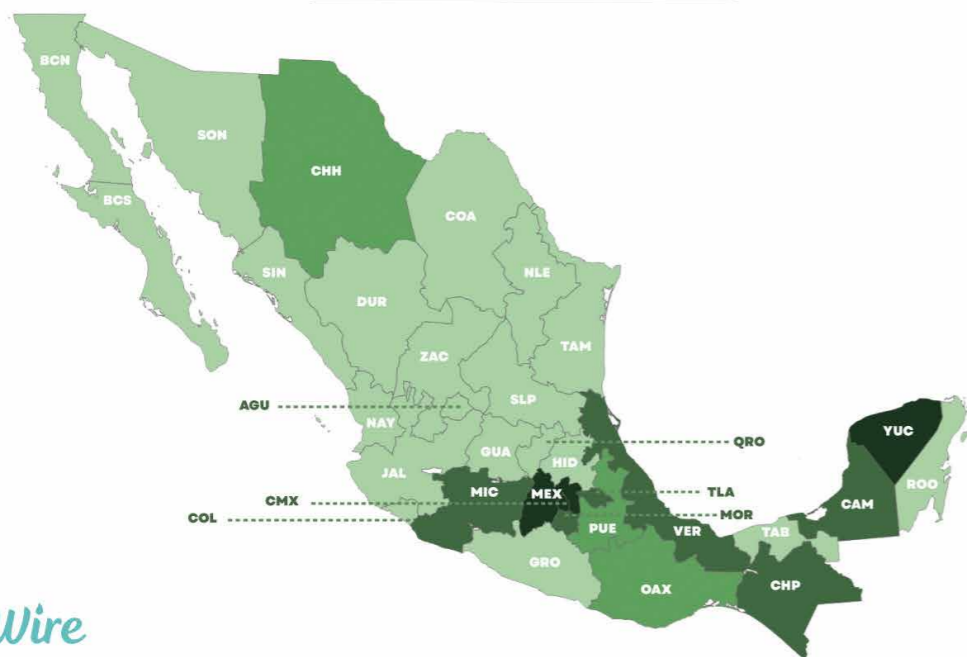 BCN
SON
CHH
BCS
COA
SIN
NLE
DUR
TAM
ZAC
SLP
AGU
NAY
YUC
QRO
GUA
HID
JAL
ROO
MIC
MEX
TLA
CMX
CAM
MOR
COL
PUE
VER
TAB
GRO
CHP
OAX
Wire